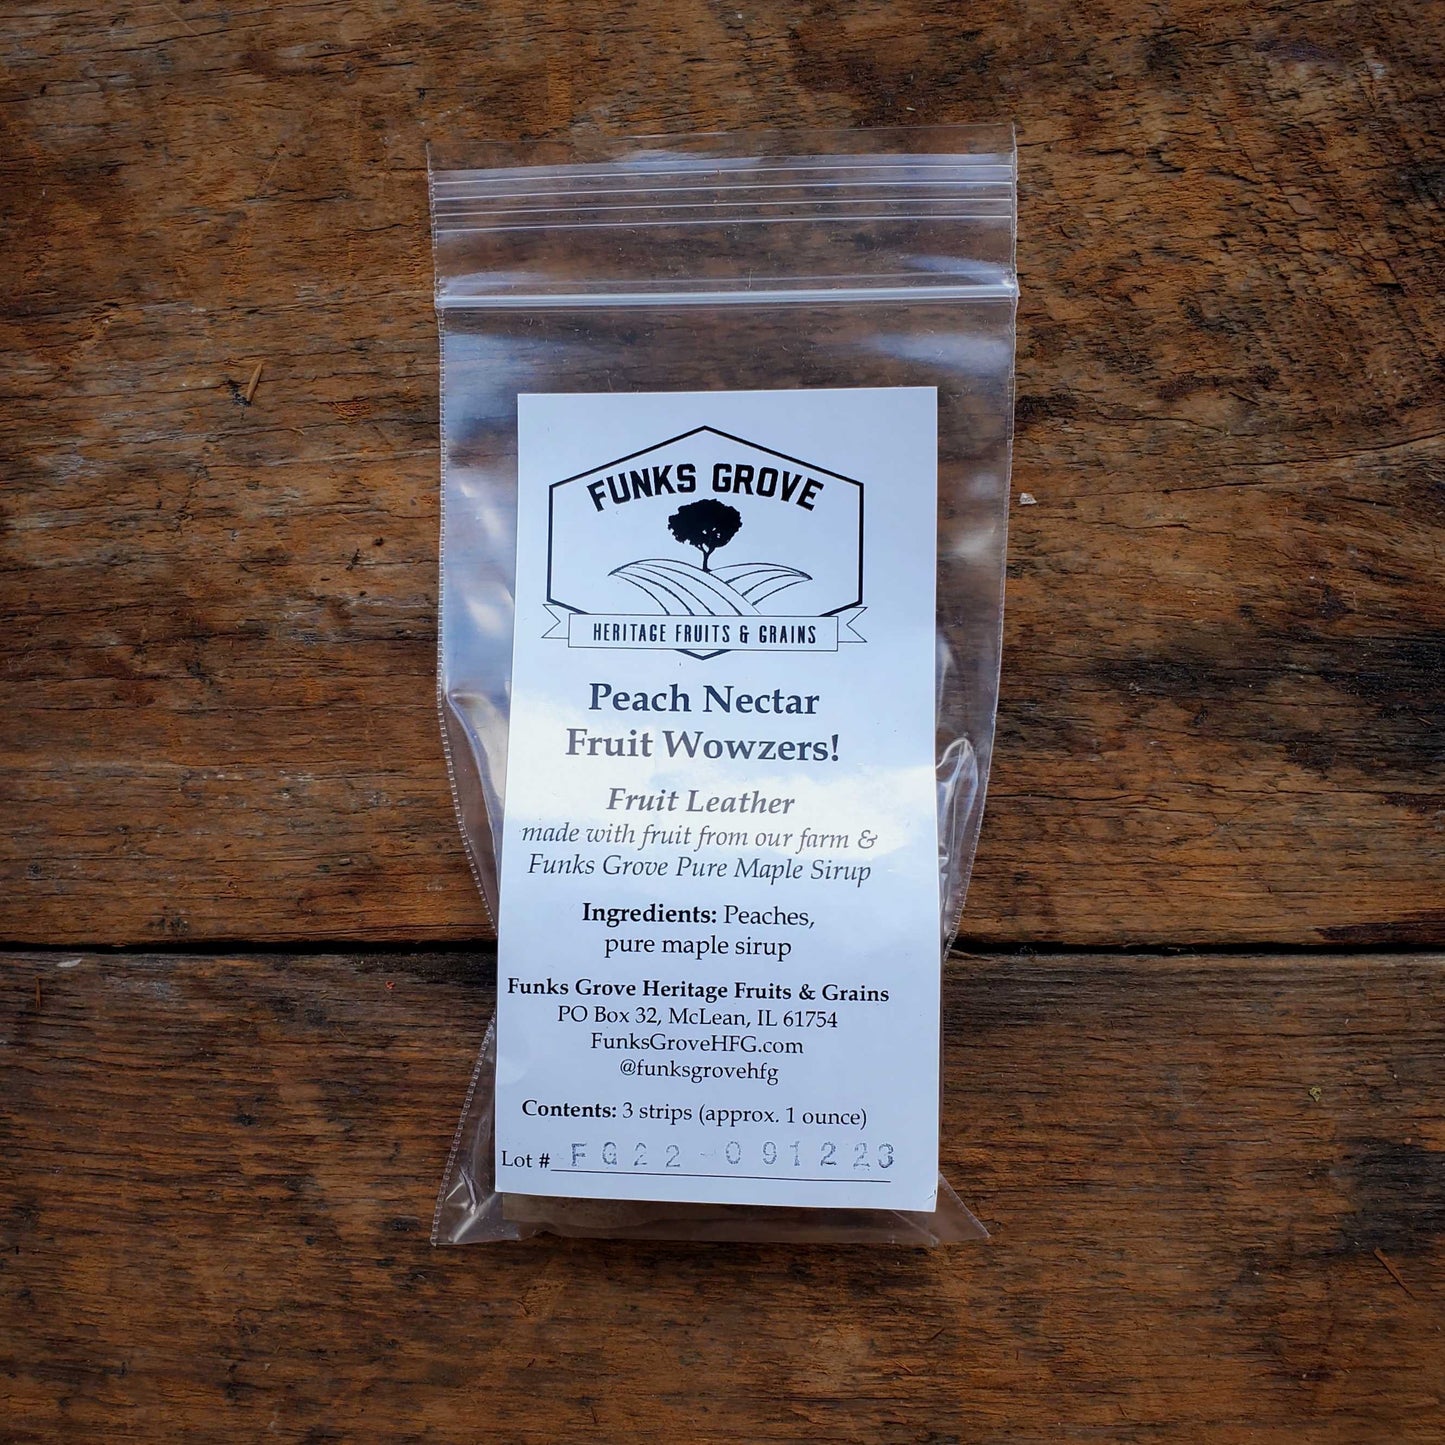 FUNKS GROVE
HERITAGE FRUITS & GRAINS
Peach Nectar
Fruit Wowzers!
Fruit Leather
made with fruit from our farm &
Funks Grove Pure Maple Sirup
Ingredients: Peaches,
pure maple sirup
Funks Grove Heritage Fruits & Grains
PO Box 32, McLean, IL 61754
FunksGroveHFG.com
@funksgrovehfg
Contents: 3 strips (approx. 1 ounce)
Lot # FG22-091223